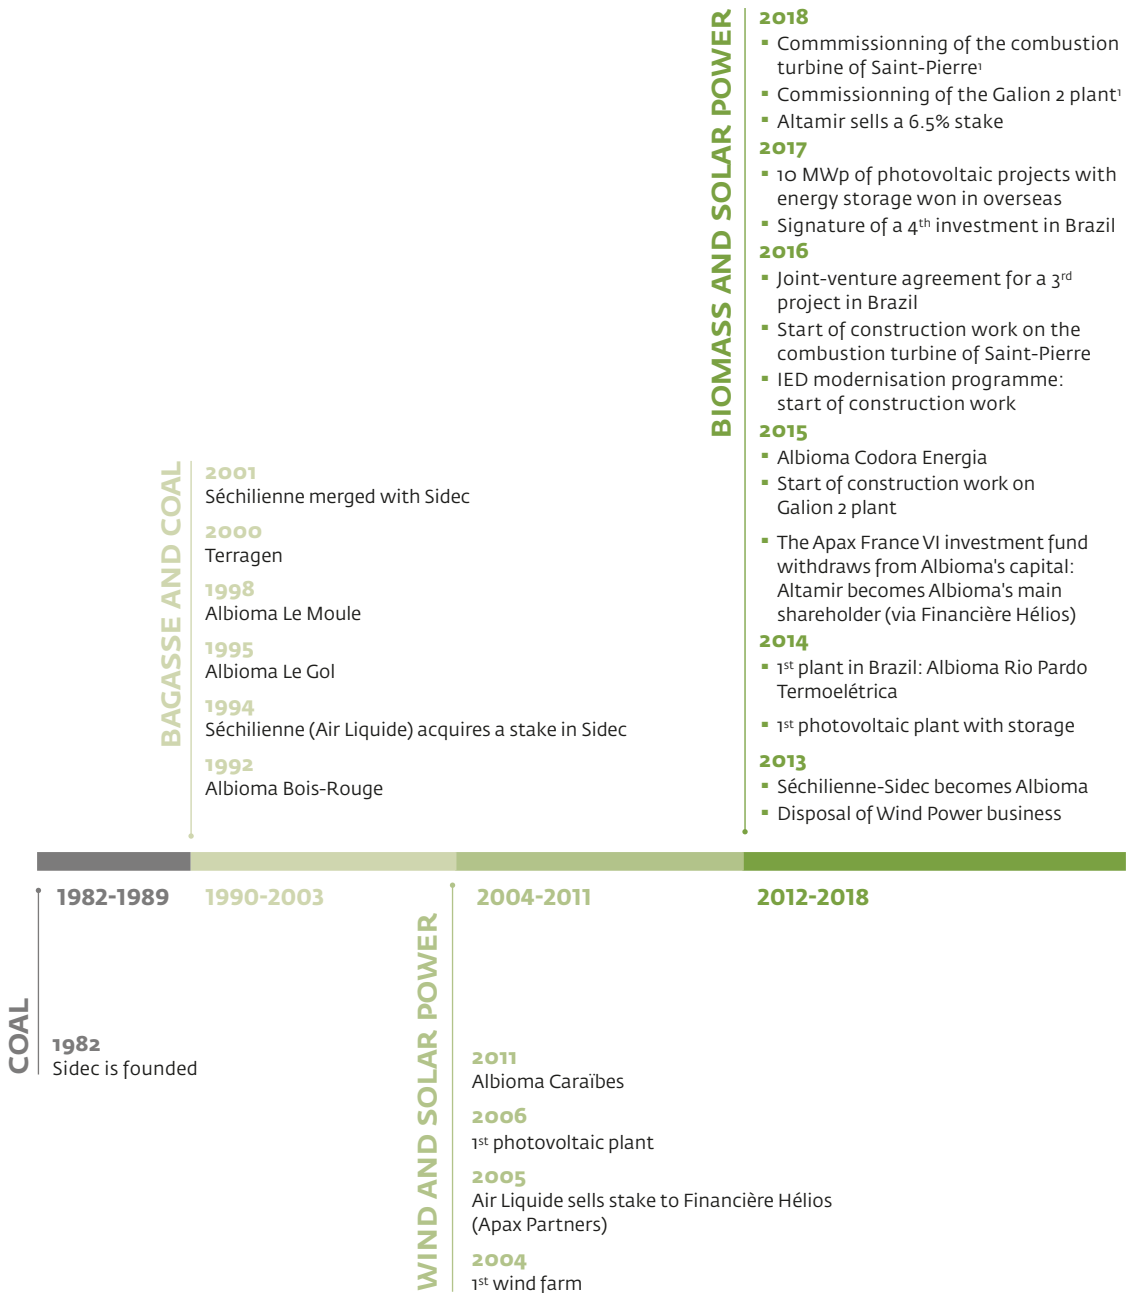 BIOMASS AND SOLAR POWER
2018
▪ Commmissionning of the combustion
turbine of Saint-Pierre¹
▪ Commissionning of the Galion 2 plant¹
▪ Altamir sells a 6.5% stake
2017
▪ 10 MWp of photovoltaic projects with
energy storage won in overseas
▪ Signature of a 4th investment in Brazil
2016
▪ Joint-venture agreement for a 3rd
project in Brazil
▪ Start of construction work on the
combustion turbine of Saint-Pierre
▪ IED modernisation programme:
start of construction work
2015
▪ Albioma Codora Energia
▪ Start of construction work on
Galion 2 plant
▪ The Apax France VI investment fund
withdraws from Albioma's capital:
Altamir becomes Albioma's main
shareholder (via Financière Hélios)
2014
▪ 1st plant in Brazil: Albioma Rio Pardo
Termoelétrica
▪ 1st photovoltaic plant with storage
2013
▪ Séchilienne-Sidec becomes Albioma
▪ Disposal of Wind Power business
BAGASSE AND COAL
2001
Séchilienne merged with Sidec
2000
Terragen
1998
Albioma Le Moule
1995
Albioma Le Gol
1994
Séchilienne (Air Liquide) acquires a stake in Sidec
1992
Albioma Bois-Rouge
1982-1989
1990-2003
2004-2011
2012-2018
COAL
1982
Sidec is founded
WIND AND SOLAR POWER
2011
Albioma Caraïbes
2006
1st photovoltaic plant
2005
Air Liquide sells stake to Financière Hélios
(Apax Partners)
2004
1st wind farm